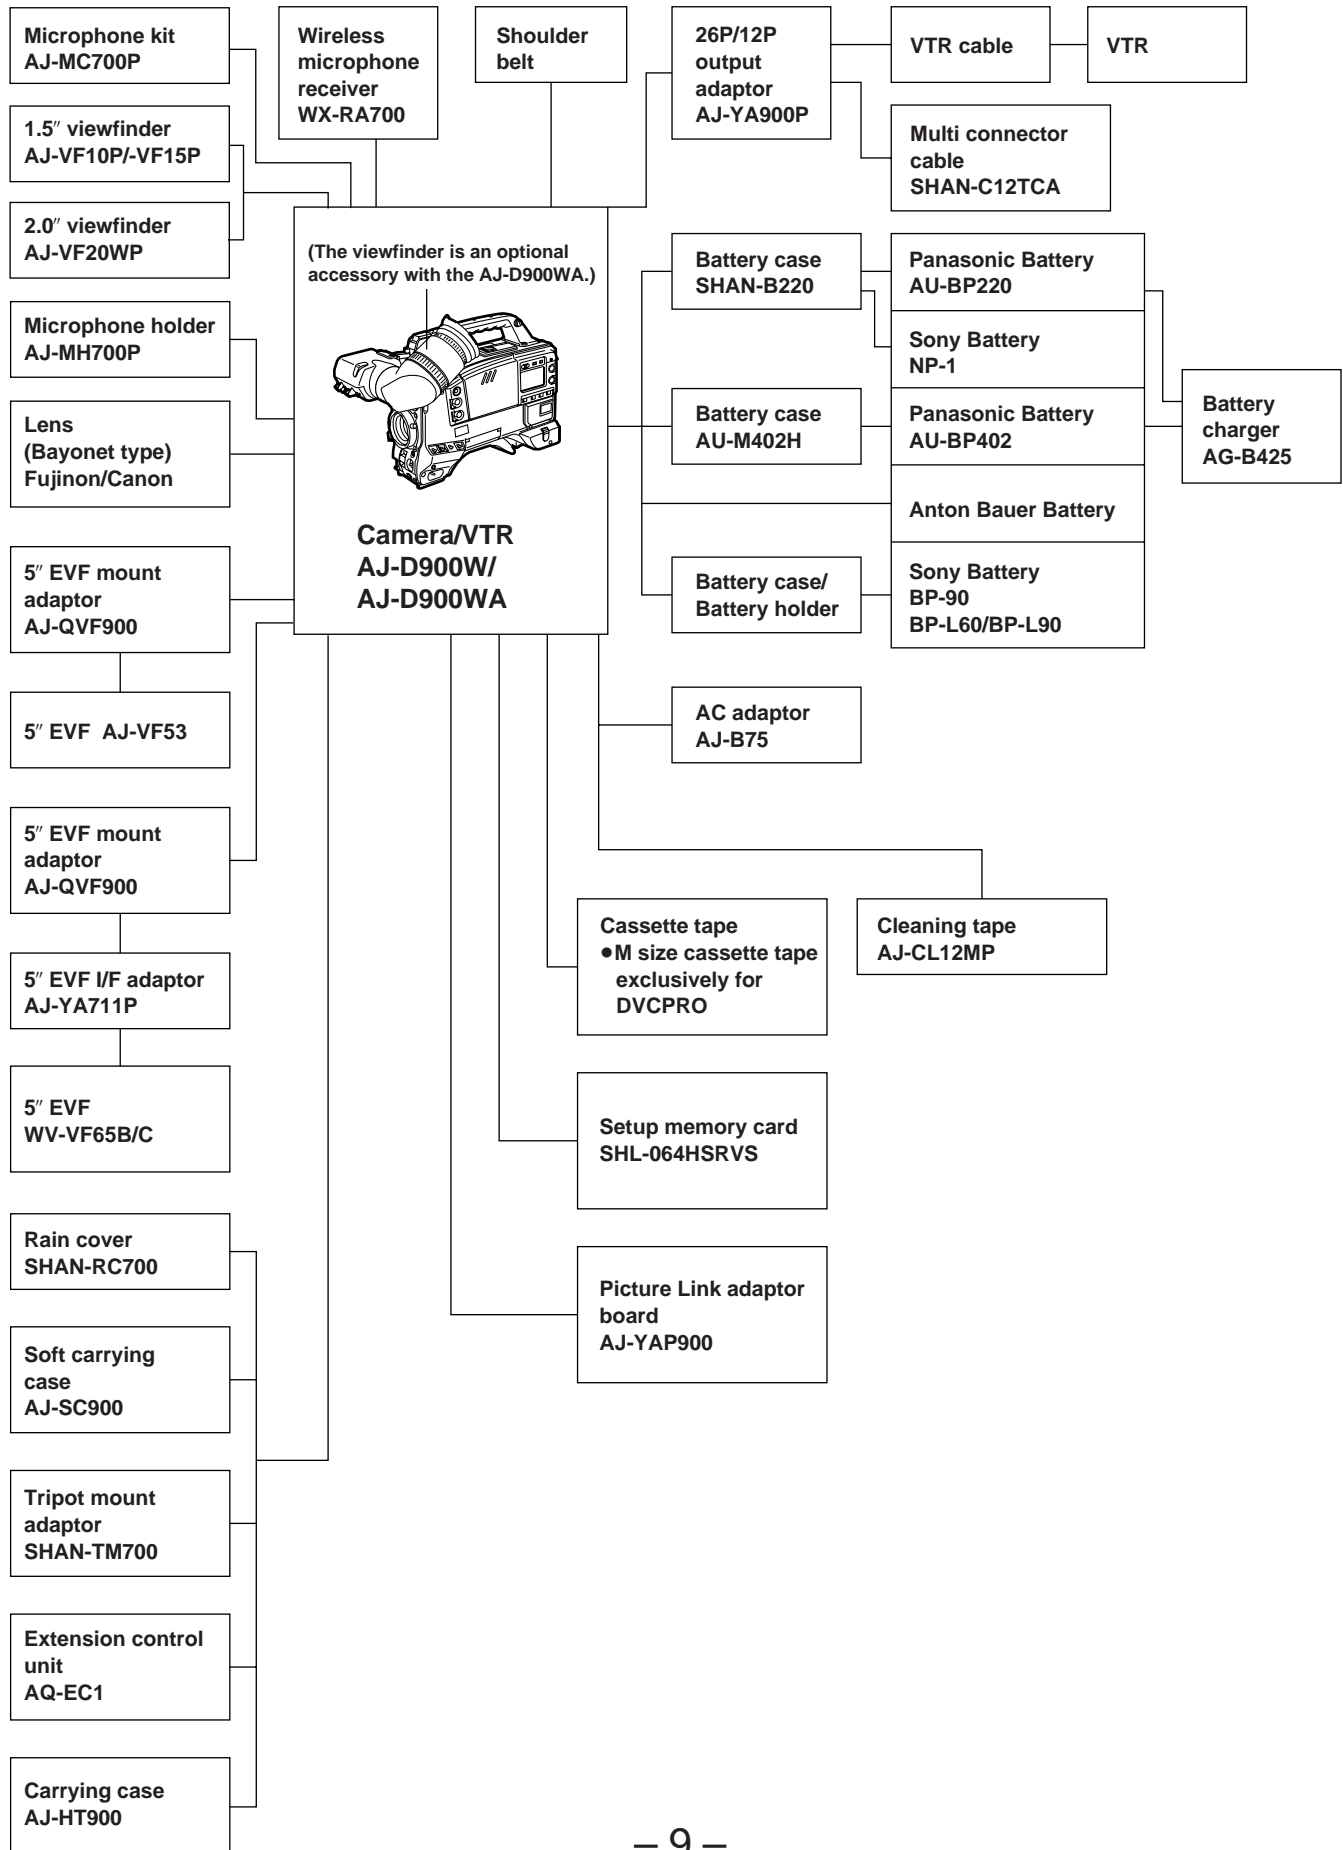 Microphone kit
AJ-MC700P
1.5″ viewfinder
AJ-VF10P/-VF15P
2.0″ viewfinder
AJ-VF20WP
Microphone holder
AJ-MH700P
Lens
(Bayonet type)
Fujinon/Canon
5″ EVF mount
adaptor
AJ-QVF900
5″ EVF AJ-VF53
5″ EVF mount
adaptor
AJ-QVF900
5″ EVF I/F adaptor
AJ-YA711P
5″ EVF
WV-VF65B/C
Rain cover
SHAN-RC700
Soft carrying
case
AJ-SC900
Tripot mount
adaptor
SHAN-TM700
Extension control
unit
AQ-EC1
Carrying case
AJ-HT900
Wireless
microphone
receiver
WX-RA700
Shoulder
belt
(The viewfinder is an optional
accessory with the AJ-D900WA.)
Camera/VTR
AJ-D900W/
AJ-D900WA
26P/12P
output
adaptor
AJ-YA900P
VTR cable
VTR
Multi connector
cable
SHAN-C12TCA
Battery case
SHAN-B220
Panasonic Battery
AU-BP220
Sony Battery
NP-1
Battery case
AU-M402H
Panasonic Battery
AU-BP402
Anton Bauer Battery
Battery case/
Battery holder
Sony Battery
BP-90
BP-L60/BP-L90
Battery
charger
AG-B425
AC adaptor
AJ-B75
Cassette tape
●M size cassette tape
exclusively for
DVCPRO
Cleaning tape
AJ-CL12MP
Setup memory card
SHL-064HSRVS
Picture Link adaptor
board
AJ-YAP900
– 9 –